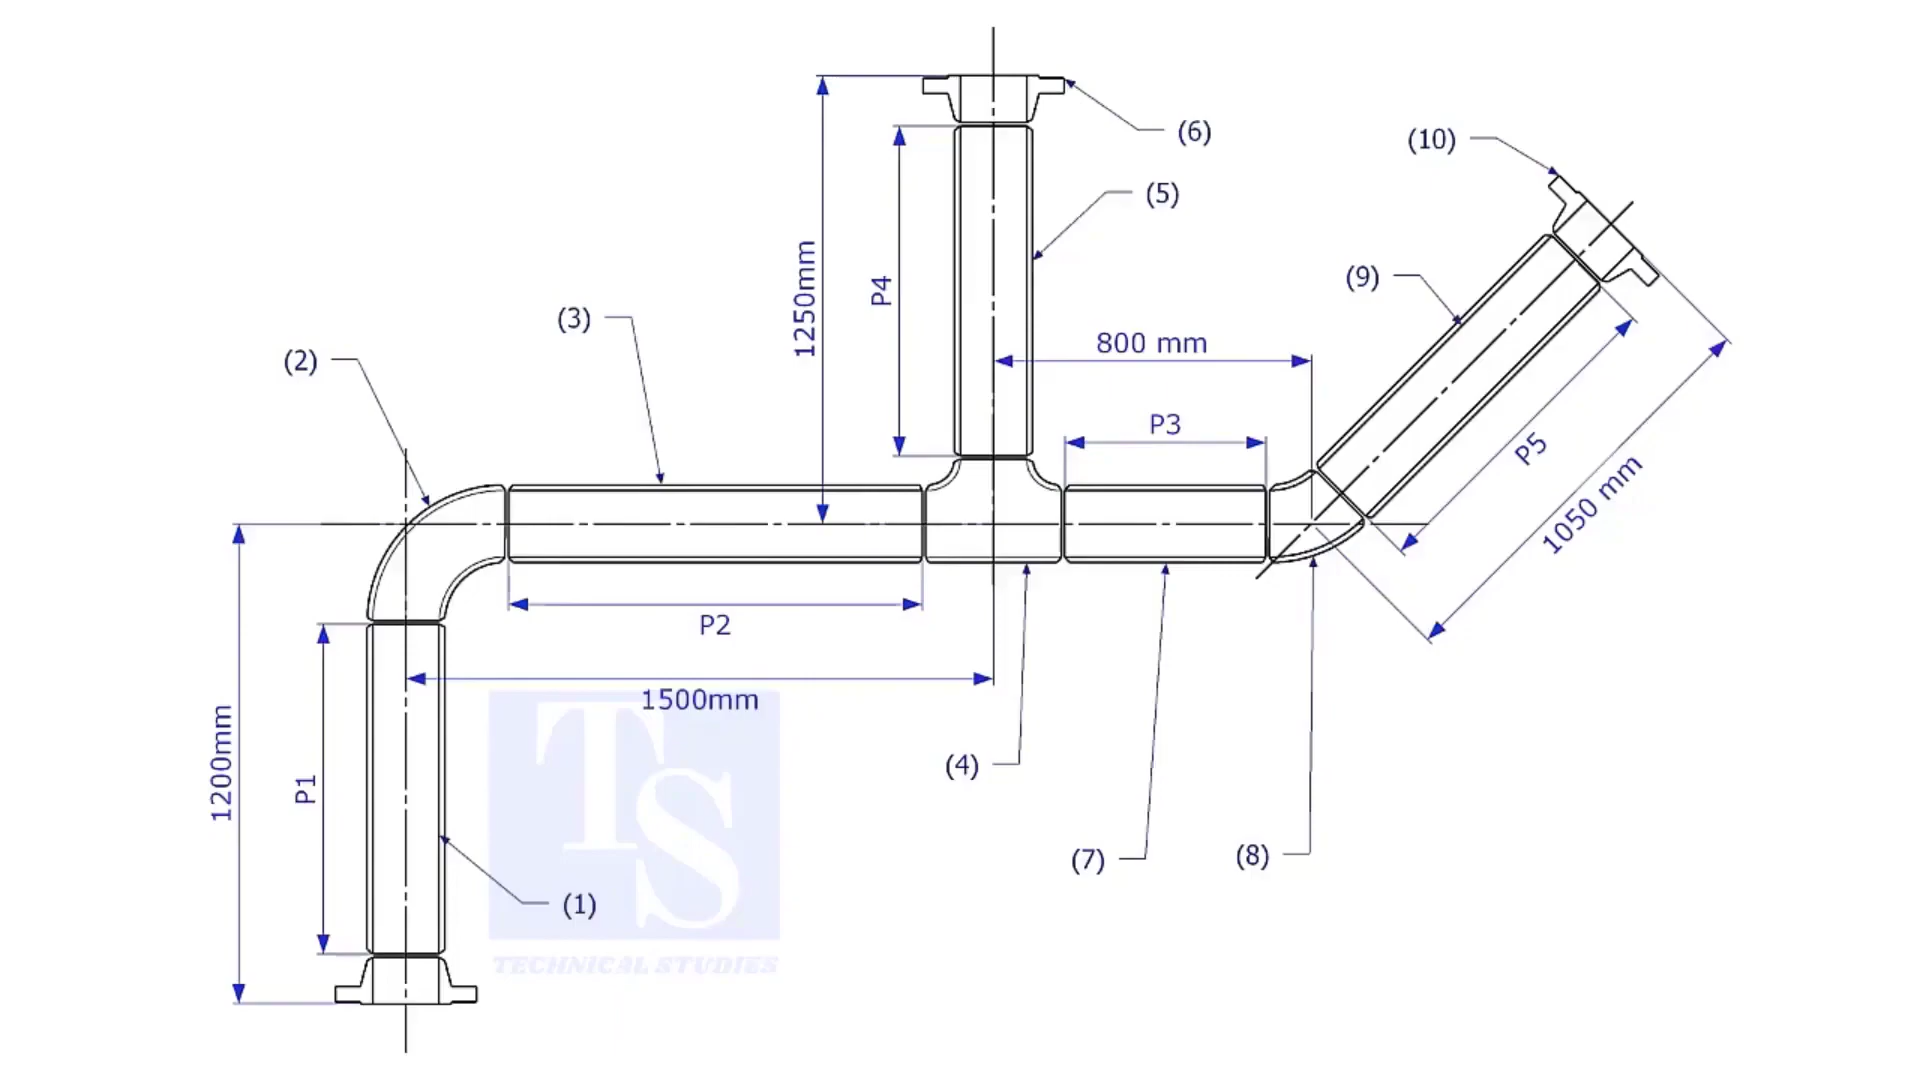 (6)
(10)
(5)
(9)
1250mm
P4
(3)
800 mm
(2)
P3
P5
1050 mm
P2
1500mm
TS
(4)
1200mm
P1
(7)
(8)
(1)
TECHNICAL STUDIES